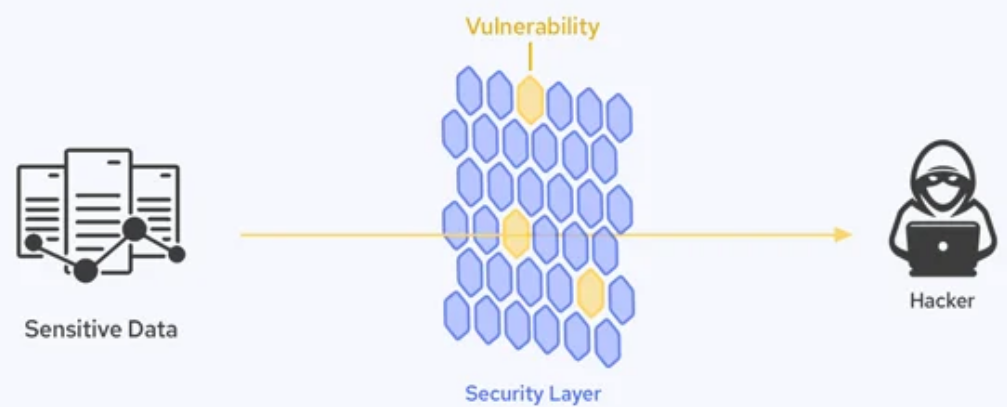 Vulnerability
Sensitive Data
Hacker
Security Layer